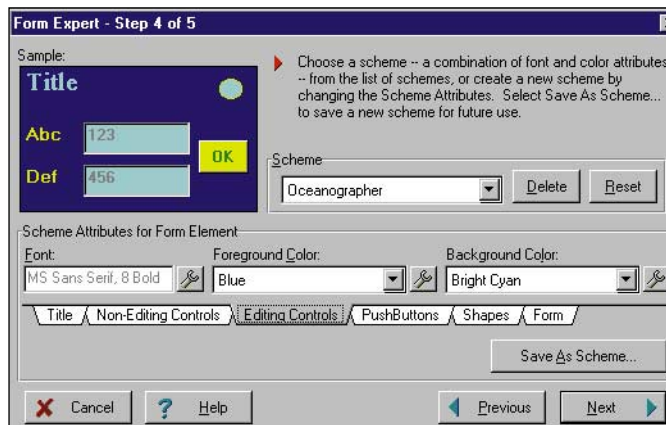 Form Expert - Step 4 of 5
Sample:
Title
Abc 123
OK
Def 456
Choose a scheme -- a combination of font and color attributes
-- from the list of schemes, or create a new scheme by
changing the Scheme Attributes. Select Save As Scheme...
to save a new scheme for future use.
Scheme
Oceanographer
Delete
Reset
Scheme Attributes for Form Element
Font:
Foreground Color:
Background Color:
MS Sans Serif, 8 Bold
Blue
Bright Cyan
Title
Non-Editing Controls
Editing Controls
PushButtons
Shapes
Form
Save As Scheme...
Cancel
Help
Previous
Next